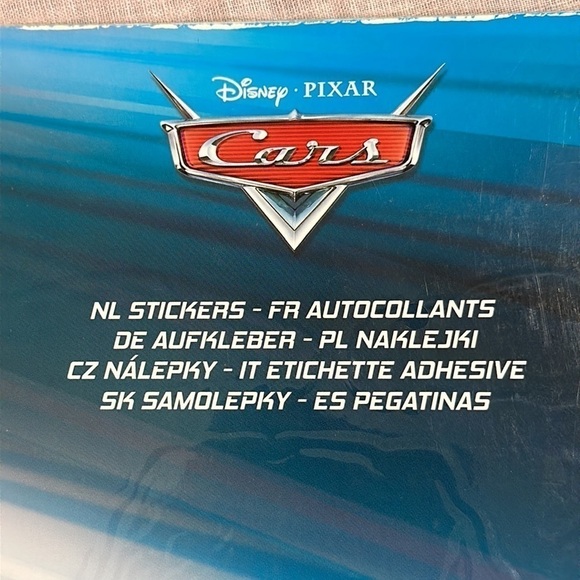 Disney · PIXAR
Cars
NL STICKERS - FR AUTOCOLLANTS
DE AUFKLEBER - PL NAKLEJKI
CZ NÁLEPKY - IT ETICHETTE ADHESIVE
SK SAMOLEPKY - ES PEGATINAS